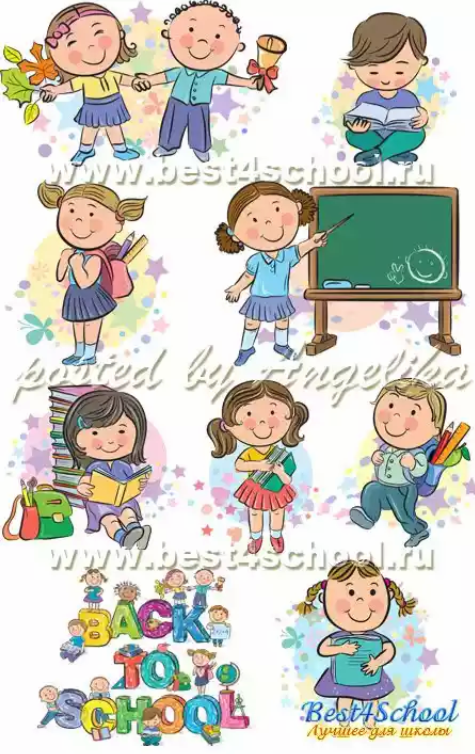 www.best4school.ru
posted by Angelika
www.best4school.ru
BACK
TO
SCHOOL
Best4School
Лучшее для школы